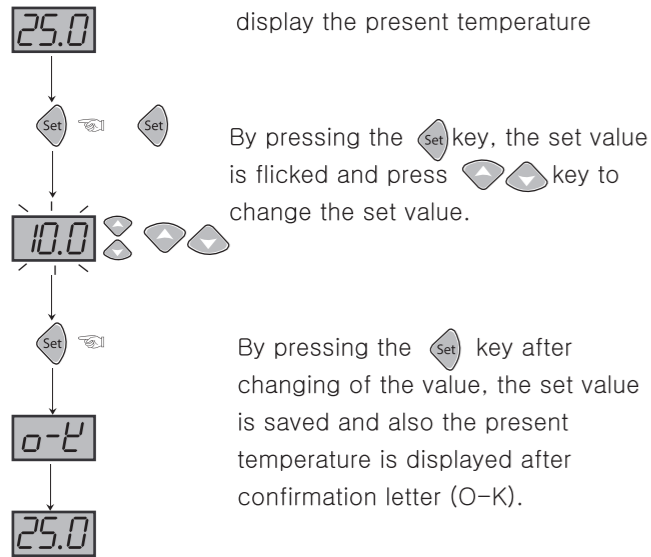 25.0
display the present temperature
Set
Set
By pressing the Set key, the set value
is flicked and press key to
change the set value.
10.0
Set
By pressing the Set key after
changing of the value, the set value
is saved and also the present
temperature is displayed after
confirmation letter (O-K).
o-K
25.0